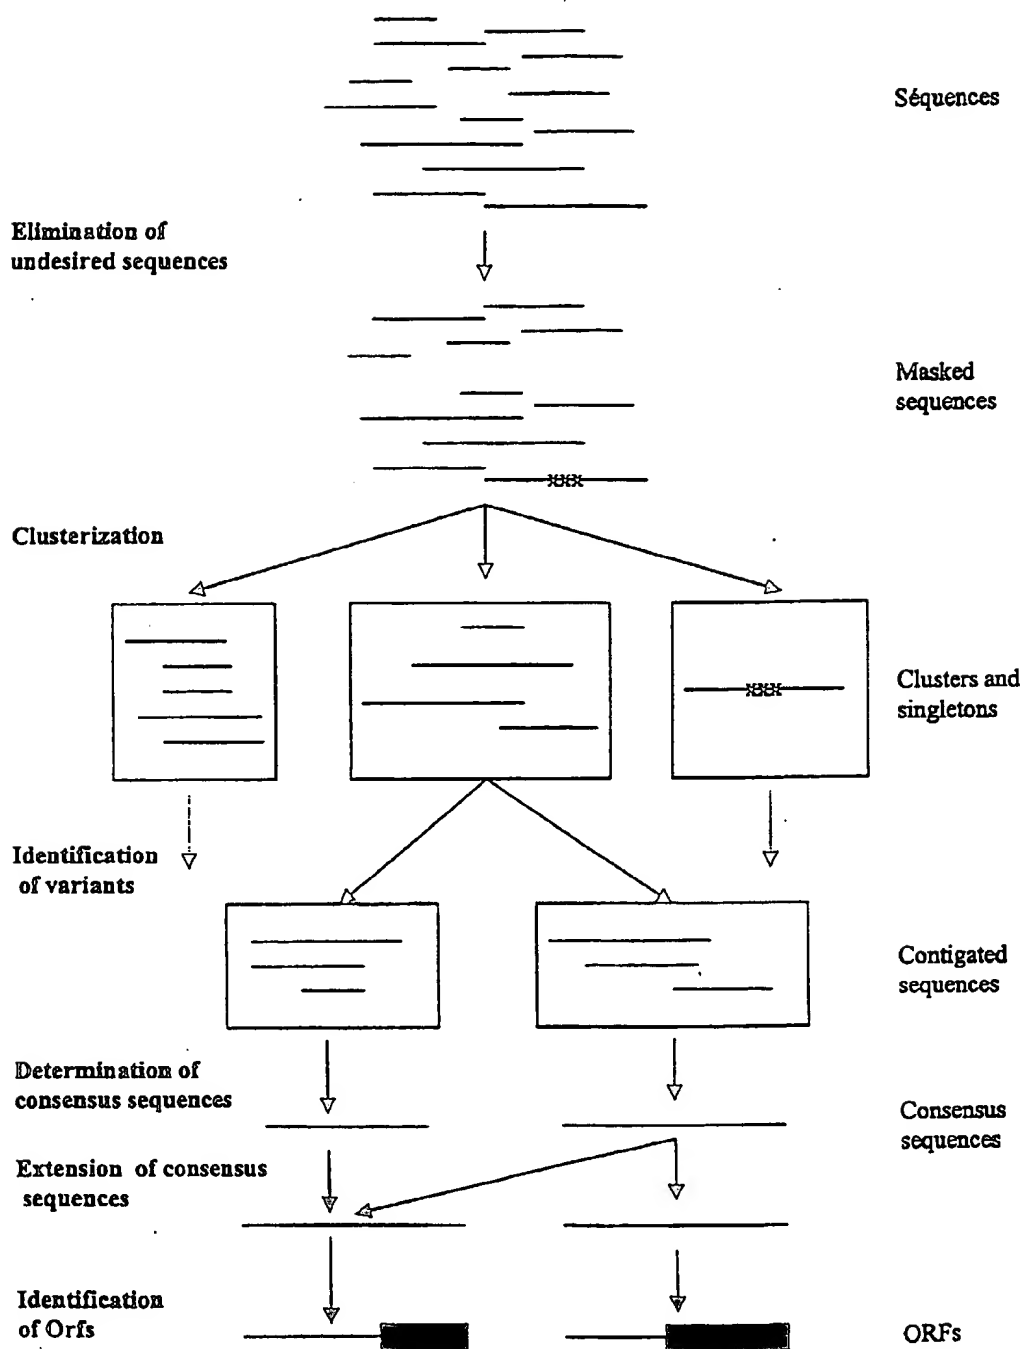 Séquences
Elimination of
undesired sequences
Masked
sequences
Clusterization
Clusters and
singletons
Identification
of variants
Contigated
sequences
Determination of
consensus sequences
Consensus
sequences
Extension of consensus
sequences
Identification
of Orfs
ORFs